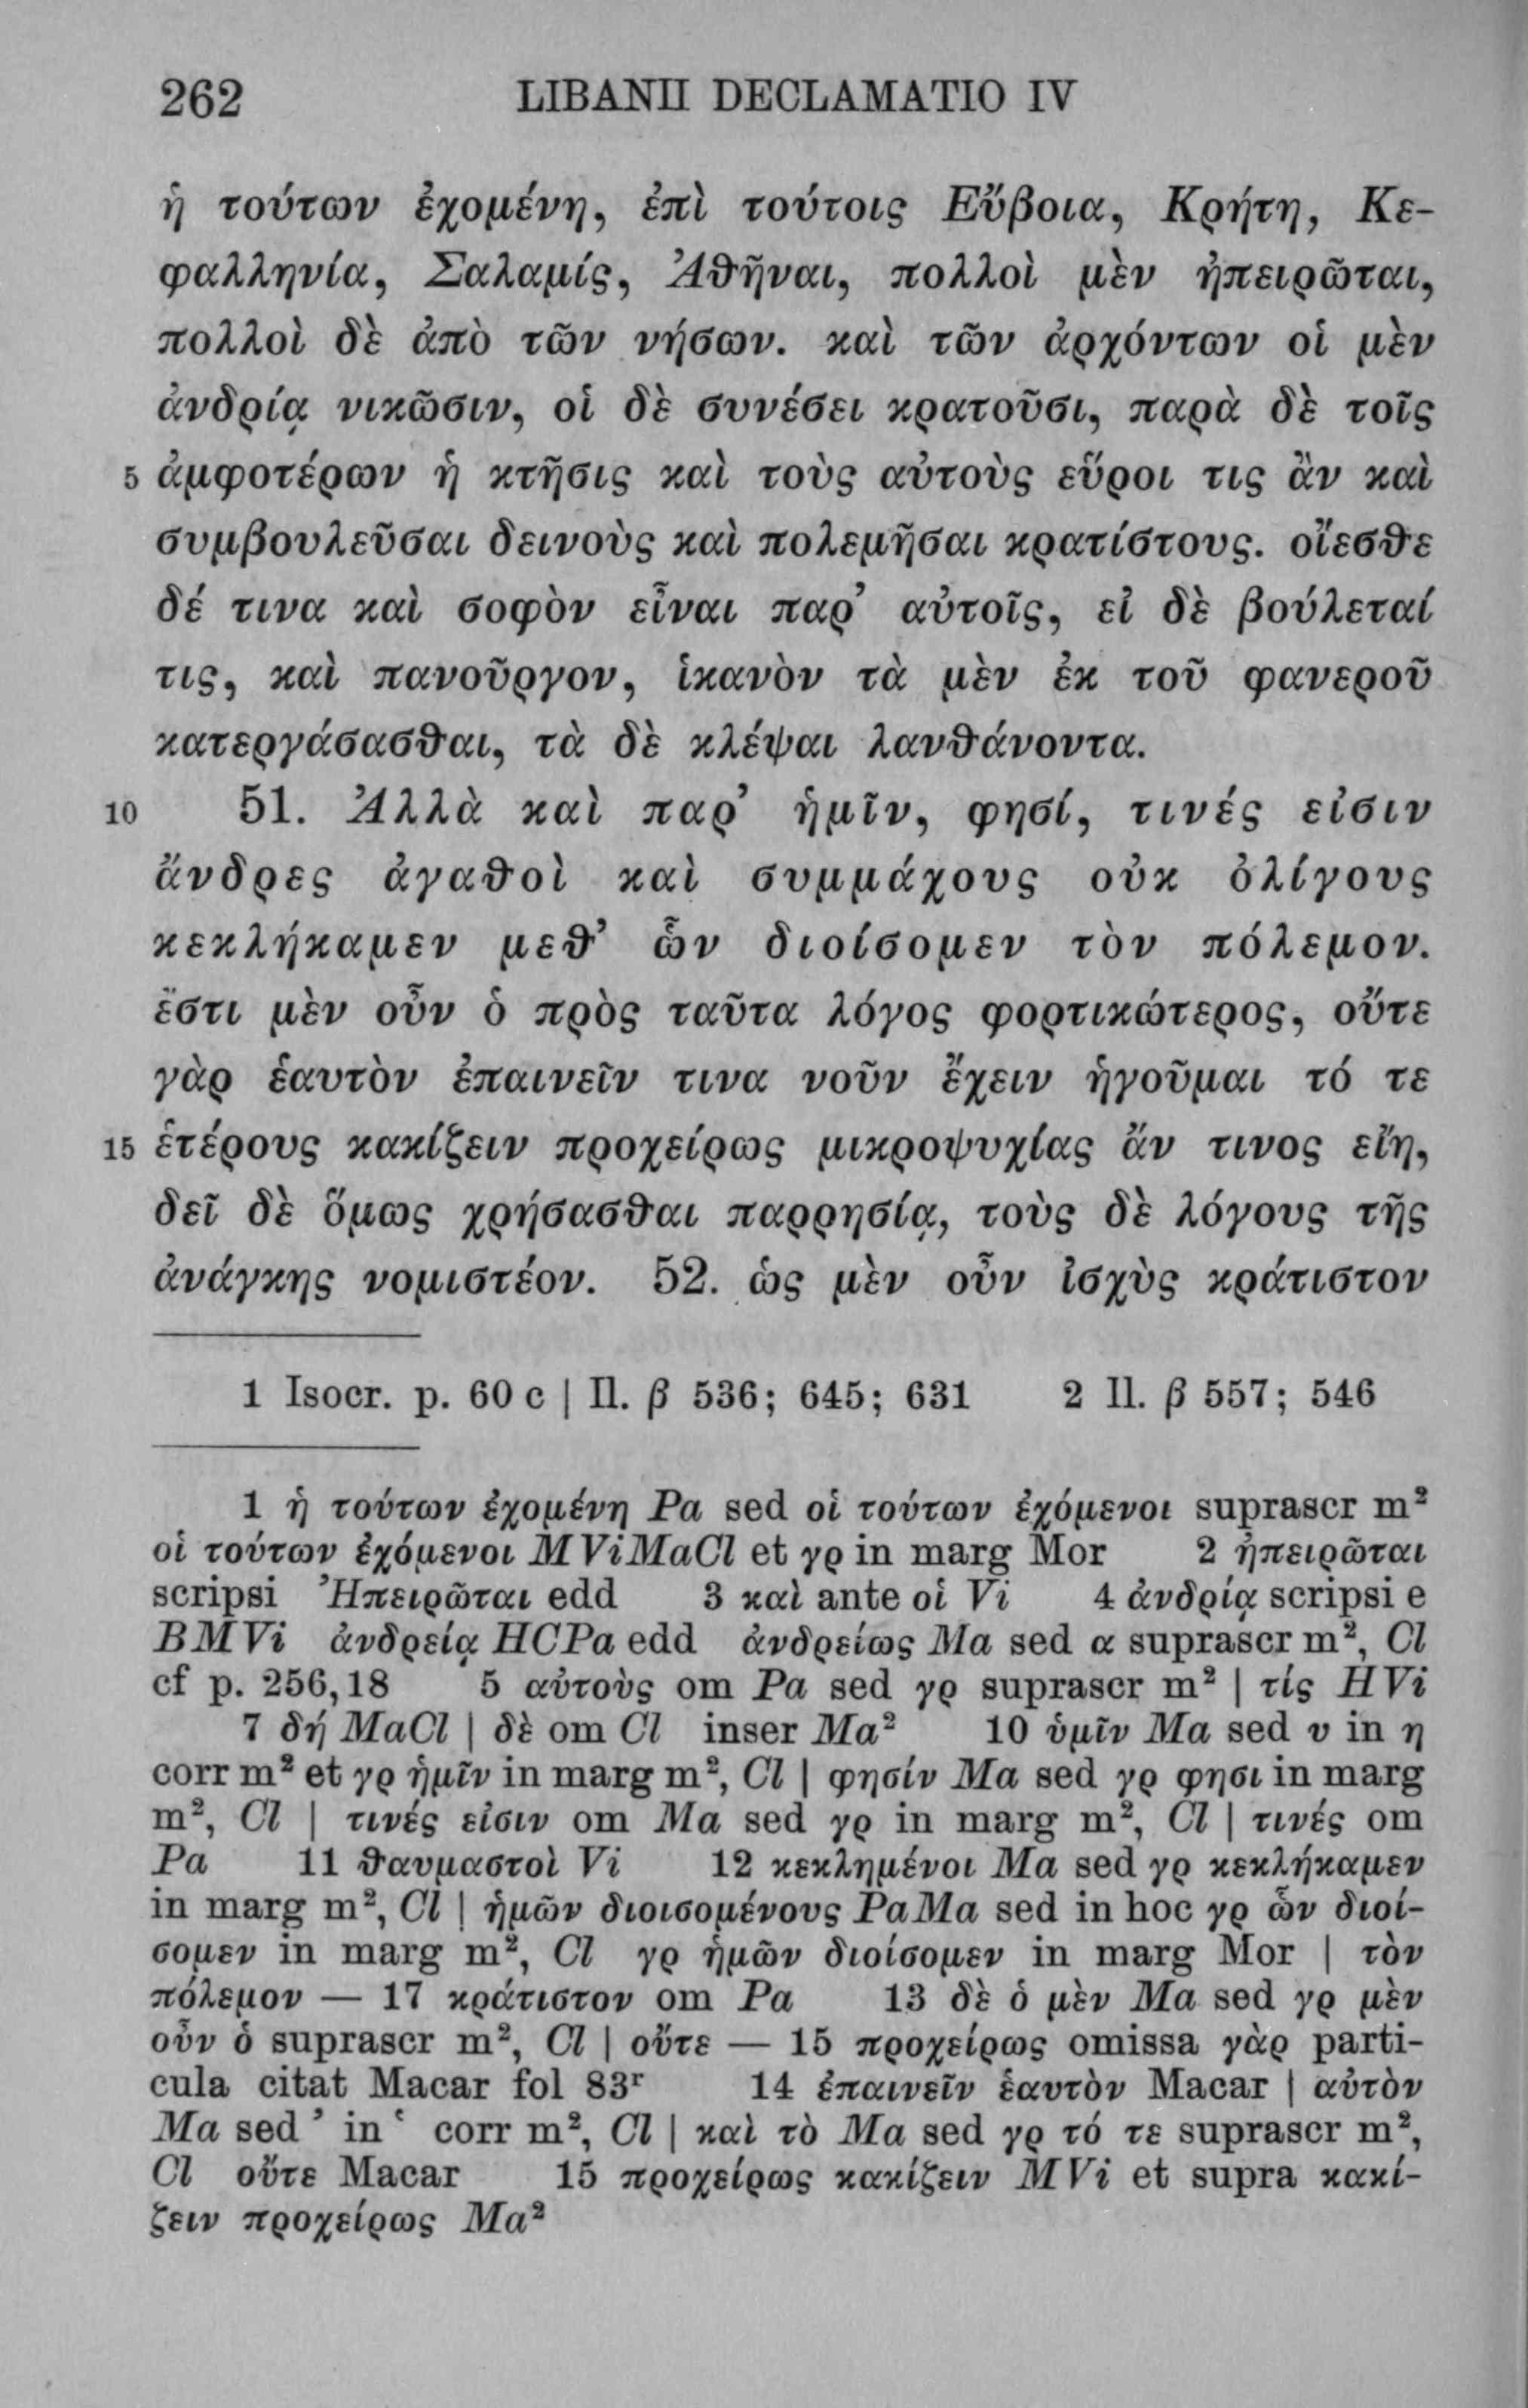 262 LIBANII DECLAMATIO IV
ἡ τούτων ἐχομένη, ἐπὶ τούτοις Εὔβοια, Κρήτη, Κε-
φαλληνία, Σαλαμίς, Ἀθῆναι, πολλοὶ μὲν ἠπειρῶται,
πολλοὶ δὲ ἀπὸ τῶν νήσων. καὶ τῶν ἀρχόντων οἱ μὲν
ἀνδρίᾳ νικῶσιν, οἱ δὲ συνέσει κρατοῦσι, παρὰ δὲ τοῖς
5 ἀμφοτέρων ἡ κτῆσις καὶ τοὺς αὐτοὺς εὕροι τις ἂν καὶ
συμβουλεῦσαι δεινοὺς καὶ πολεμῆσαι κρατίστους. οἴεσθε
δέ τινα καὶ σοφὸν εἶναι παρ’ αὐτοῖς, εἰ δὲ βούλεταί
τις, καὶ πανοῦργον, ἱκανὸν τὰ μὲν ἐκ τοῦ φανεροῦ
κατεργάσασθαι, τὰ δὲ κλέψαι λανθάνοντα.
10 51. Ἀλλὰ καὶ παρ’ ἡμῖν, φησί, τινές εἰσιν
ἄνδρες ἀγαθοὶ καὶ συμμάχους οὐκ ὀλίγους
κεκλήκαμεν μεθ’ ὧν διοίσομεν τὸν πόλεμον.
ἔστι μὲν οὖν ὁ πρὸς ταῦτα λόγος φορτικώτερος, οὔτε
γὰρ ἑαυτὸν ἐπαινεῖν τινα νοῦν ἔχειν ἡγοῦμαι τό τε
15 ἑτέρους κακίζειν προχείρως μικροψυχίας ἄν τινος εἴη,
δεῖ δὲ ὅμως χρήσασθαι παρρησίᾳ, τοὺς δὲ λόγους τῆς
ἀνάγκης νομιστέον. 52. ὡς μὲν οὖν ἰσχὺς κράτιστον
1 Isocr. p. 60 c | Il. β 536; 645; 631 2 Il. β 557; 546
1 ἡ τούτων ἐχομένη Pa sed οἱ τούτων ἐχόμενοι suprascr m²
οἱ τούτων ἐχόμενοι MViMaCl et γρ in marg Mor 2 ἠπειρῶται
scripsi Ἠπειρῶται edd 3 καὶ ante οἱ Vi 4 ἀνδρίᾳ scripsi e
BMVi ἀνδρείᾳ HCPa edd ἀνδρείως Ma sed α suprascr m², Cl
cf p. 256,18 5 αὐτοὺς om Pa sed γρ suprascr m² | τίς HVi
7 δή MaCl | δὲ om Cl inser Ma² 10 ὑμῖν Ma sed υ in η
corr m² et γρ ἡμῖν in marg m², Cl | φησίν Ma sed γρ φησι in marg
m², Cl | τινές εἰσιν om Ma sed γρ in marg m², Cl | τινές om
Pa 11 θαυμαστοὶ Vi 12 κεκλημένοι Ma sed γρ κεκλήκαμεν
in marg m², Cl | ἡμῶν διοισομένους PaMa sed in hoc γρ ὧν διοί-
σομεν in marg m², Cl γρ ἡμῶν διοίσομεν in marg Mor | τὸν
πόλεμον — 17 κράτιστον om Pa 13 δὲ ὁ μὲν Ma sed γρ μὲν
οὖν ὁ suprascr m², Cl | οὔτε — 15 προχείρως omissa γὰρ parti-
cula citat Macar fol 83ʳ 14 ἐπαινεῖν ἑαυτὸν Macar | αὐτὸν
Ma sed ’ in ‘ corr m², Cl | καὶ τὸ Ma sed γρ τό τε suprascr m²,
Cl οὔτε Macar 15 προχείρως κακίζειν MVi et supra κακί-
ζειν προχείρως Ma²